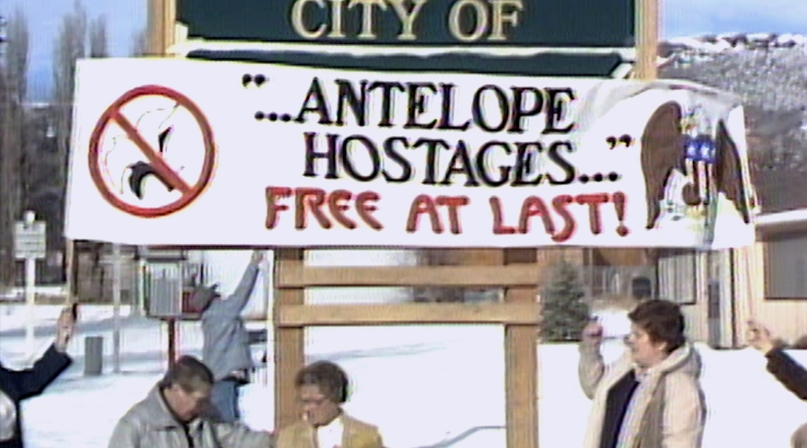 CITY OF
"...ANTELOPE
HOSTAGES..."
FREE AT LAST!